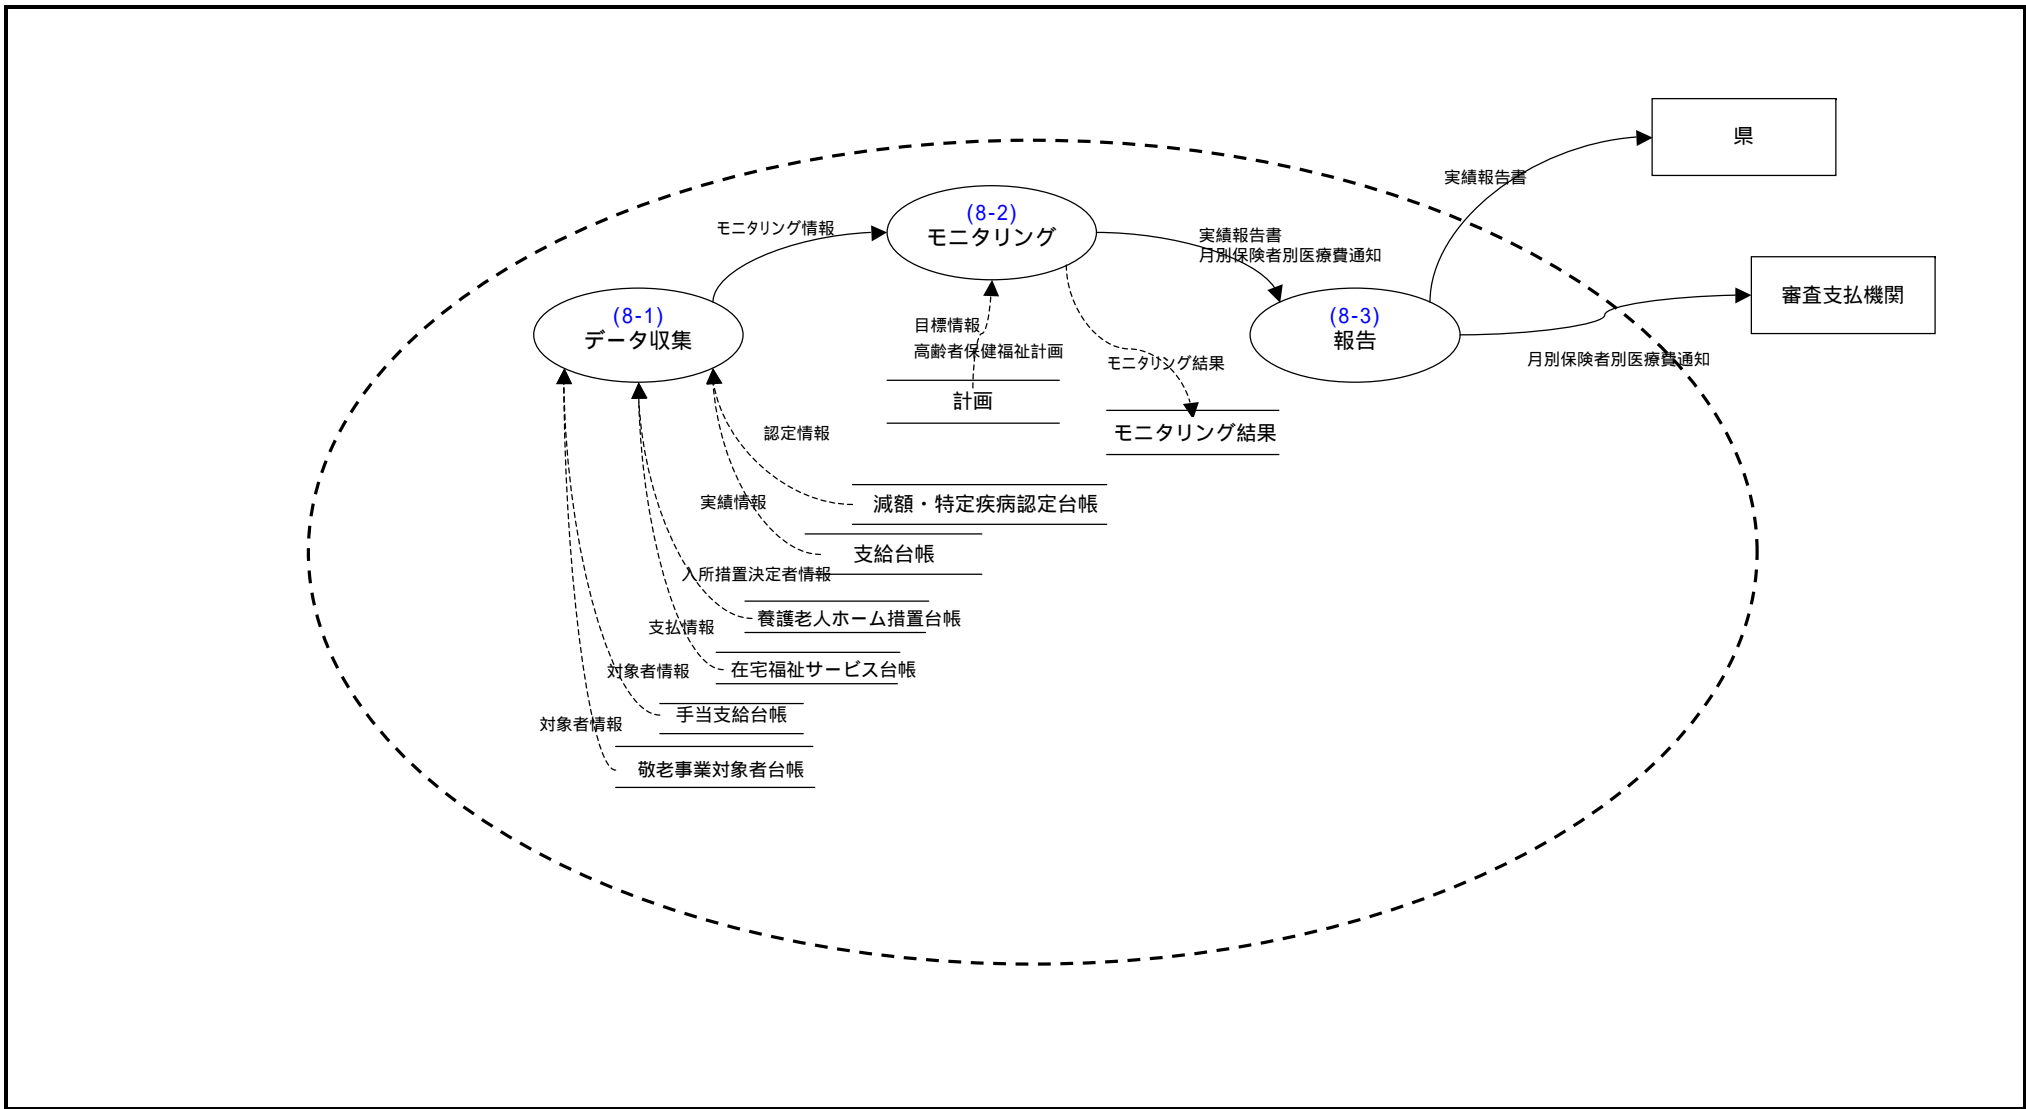 県
実績報告書
(8-2)
モニタリング
モニタリング情報
実績報告書
月別保険者別医療費通知
審査支払機関
(8-1)
データ収集
目標情報
高齢者保健福祉計画
(8-3)
報告
月別保険者別医療費通知
モニタリング結果
計画
モニタリング結果
認定情報
実績情報
減額・特定疾病認定台帳
支給台帳
入所措置決定者情報
養護老人ホーム措置台帳
支払情報
在宅福祉サービス台帳
対象者情報
手当支給台帳
対象者情報
敬老事業対象者台帳